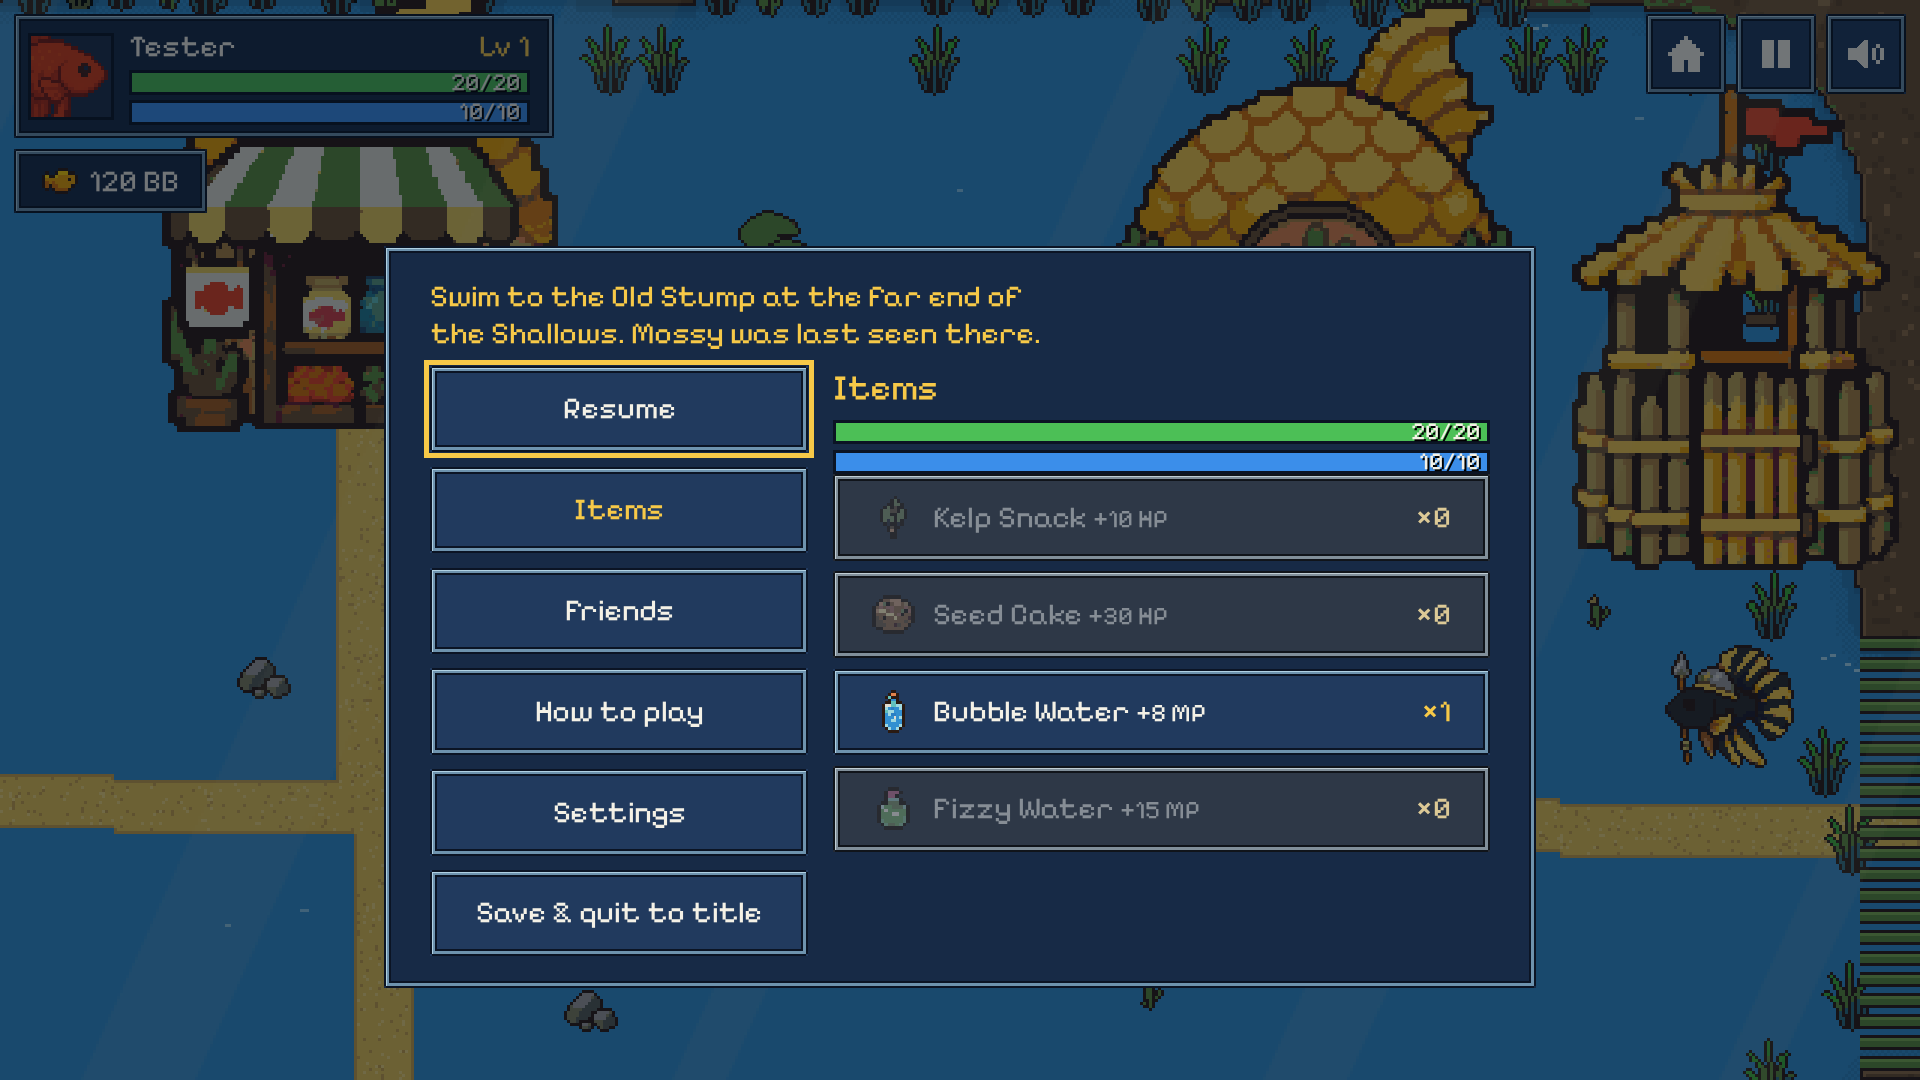 Tester
Lv 1
20/20
10/10
120 BB
Swim to the Old Stump at the far end of
the Shallows. Mossy was last seen there.
Resume
Items
Friends
How to play
Settings
Save & quit to title
Items
20/20
10/10
Kelp Snack +10 HP ×0
Seed Cake +30 HP ×0
Bubble Water +8 MP ×1
Fizzy Water +15 MP ×0